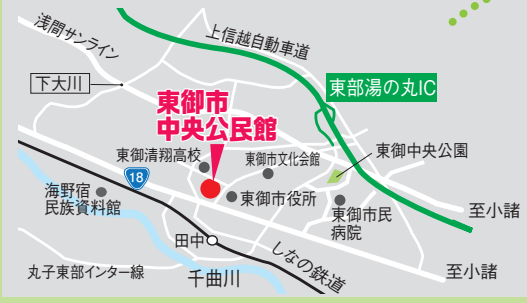 浅間サンライン
上信越自動車道
下大川
東部湯の丸IC
東御市
中央公民館
東御清翔高校
東御市文化会館
東御中央公園
18
海野宿
民族資料館
東御市役所
東御市民
病院
至小諸
田中
しなの鉄道
丸子東部インター線
千曲川
至小諸